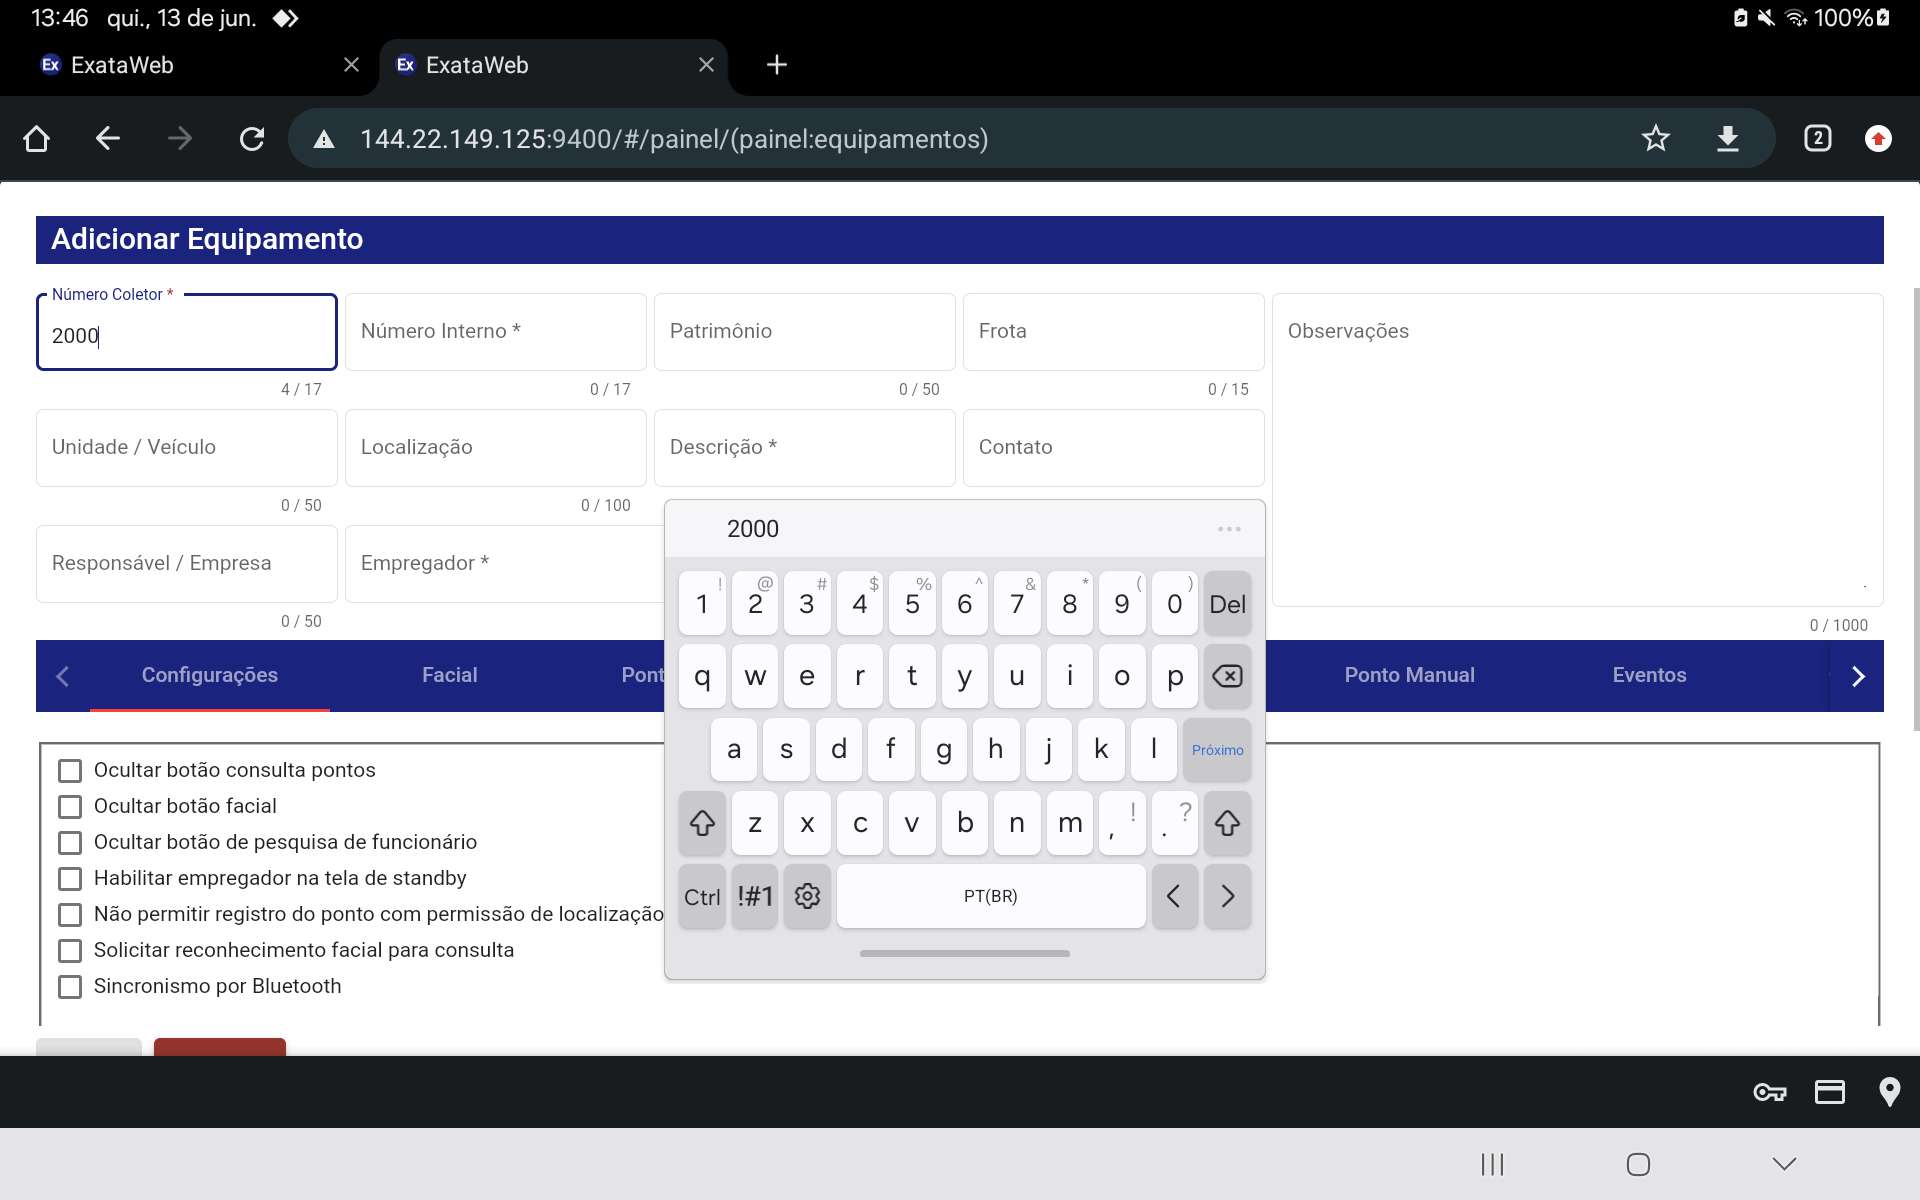 13:46 qui., 13 de jun.
100%
Ex ExataWeb
Ex ExataWeb
144.22.149.125:9400/#/painel/(painel:equipamentos)
2
Adicionar Equipamento
Número Coletor *
2000
4 / 17
Número Interno *
0 / 17
Patrimônio
0 / 50
Frota
0 / 15
Observações
0 / 1000
Unidade / Veículo
0 / 50
Localização
0 / 100
Descrição *
Contato
Responsável / Empresa
0 / 50
Empregador *
Configurações
Facial
Pont
Ponto Manual
Eventos
Ocultar botão consulta pontos
Ocultar botão facial
Ocultar botão de pesquisa de funcionário
Habilitar empregador na tela de standby
Não permitir registro do ponto com permissão de localização
Solicitar reconhecimento facial para consulta
Sincronismo por Bluetooth
2000
! @ # $ % ^ & * ( )
1 2 3 4 5 6 7 8 9 0 Del
q w e r t y u i o p
a s d f g h j k l Próximo
z x c v b n m , ! . ?
Ctrl !#1 PT(BR) < >